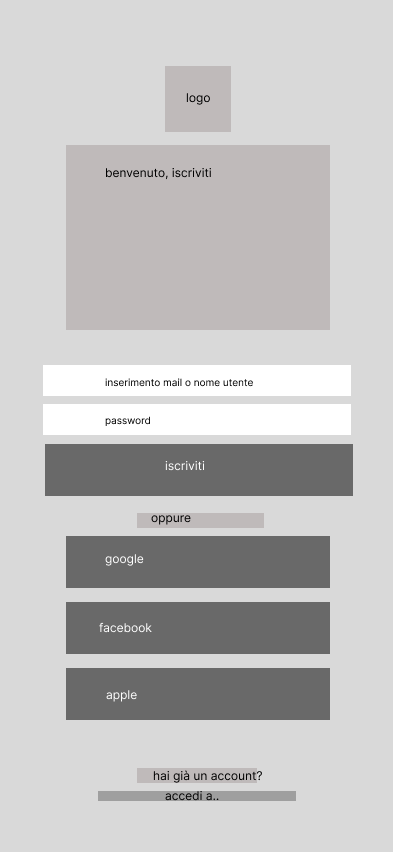 logo
benvenuto, iscriviti
inserimento mail o nome utente
password
iscriviti
oppure
google
facebook
apple
hai già un account?
accedi a..